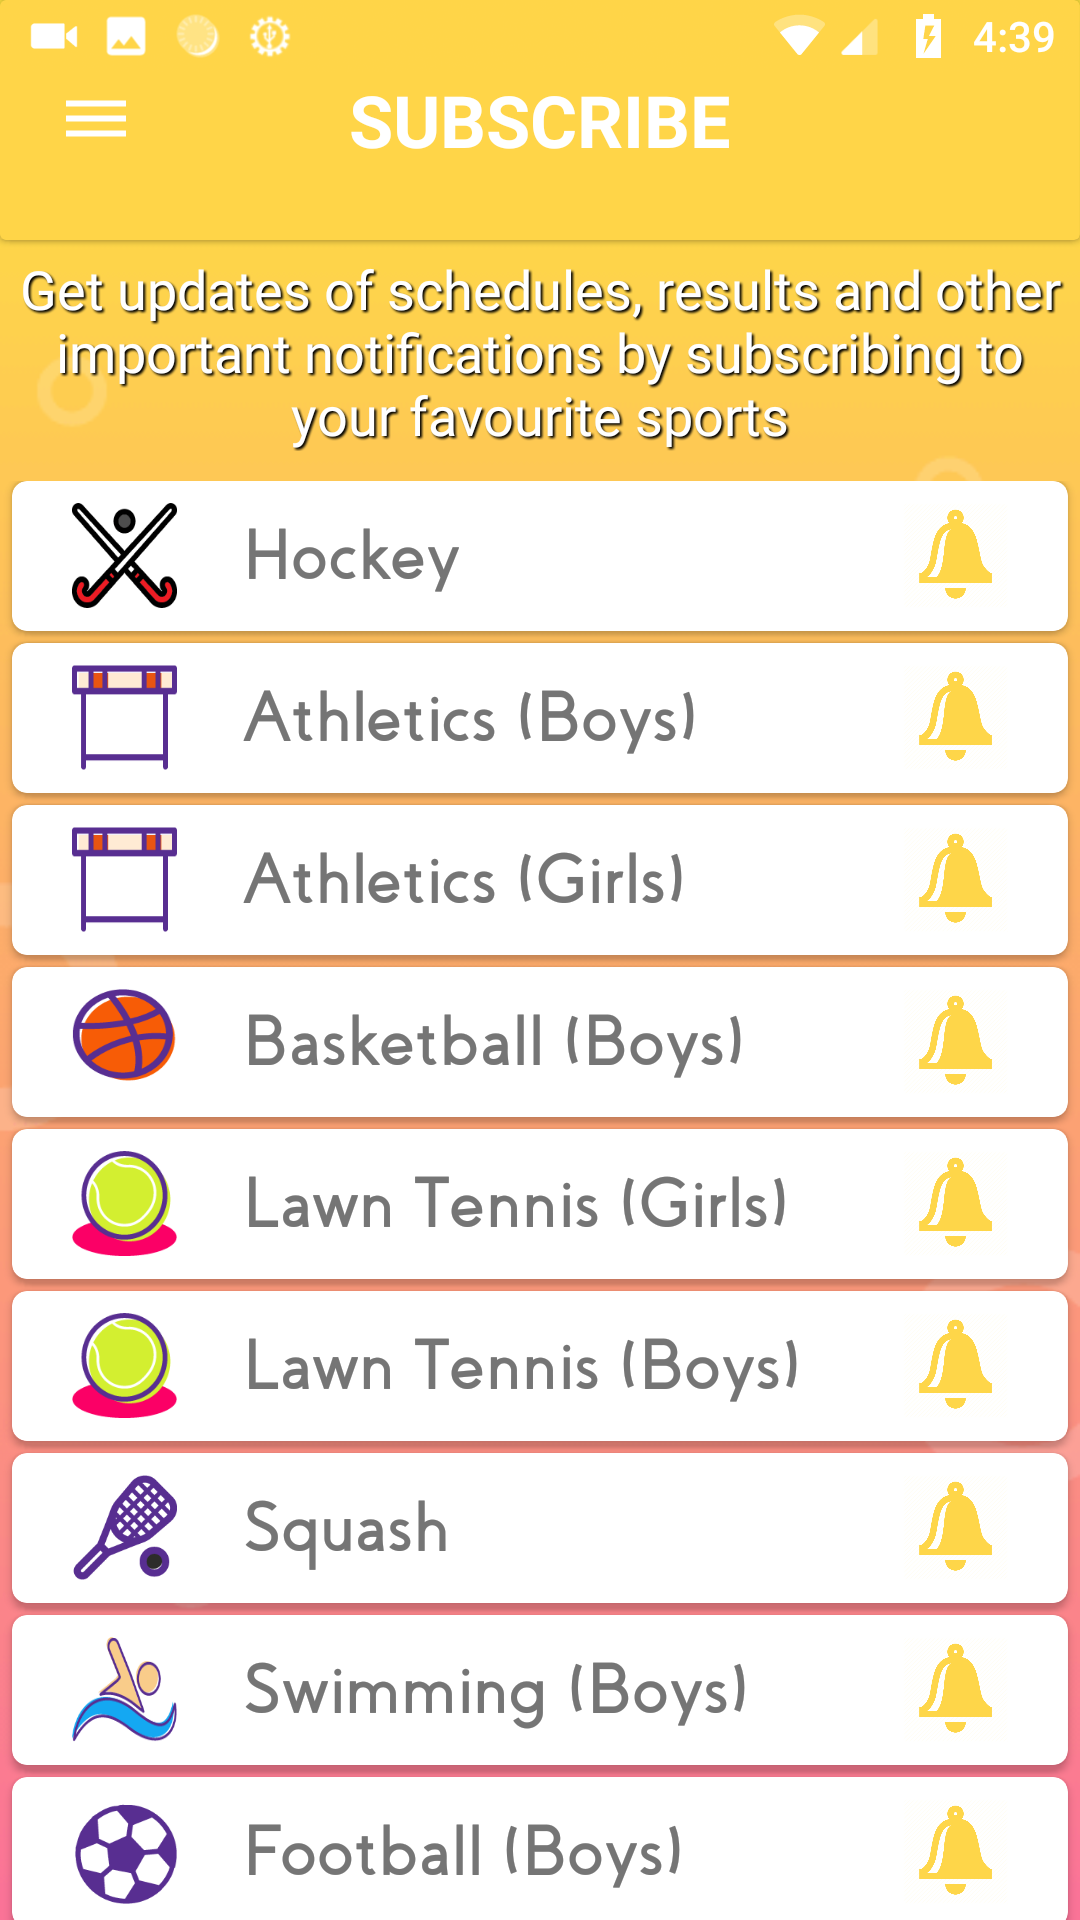 4:39
SUBSCRIBE
Get updates of schedules, results and other
important notifications by subscribing to
your favourite sports
Hockey
Athletics (Boys)
Athletics (Girls)
Basketball (Boys)
Lawn Tennis (Girls)
Lawn Tennis (Boys)
Squash
Swimming (Boys)
Football (Boys)